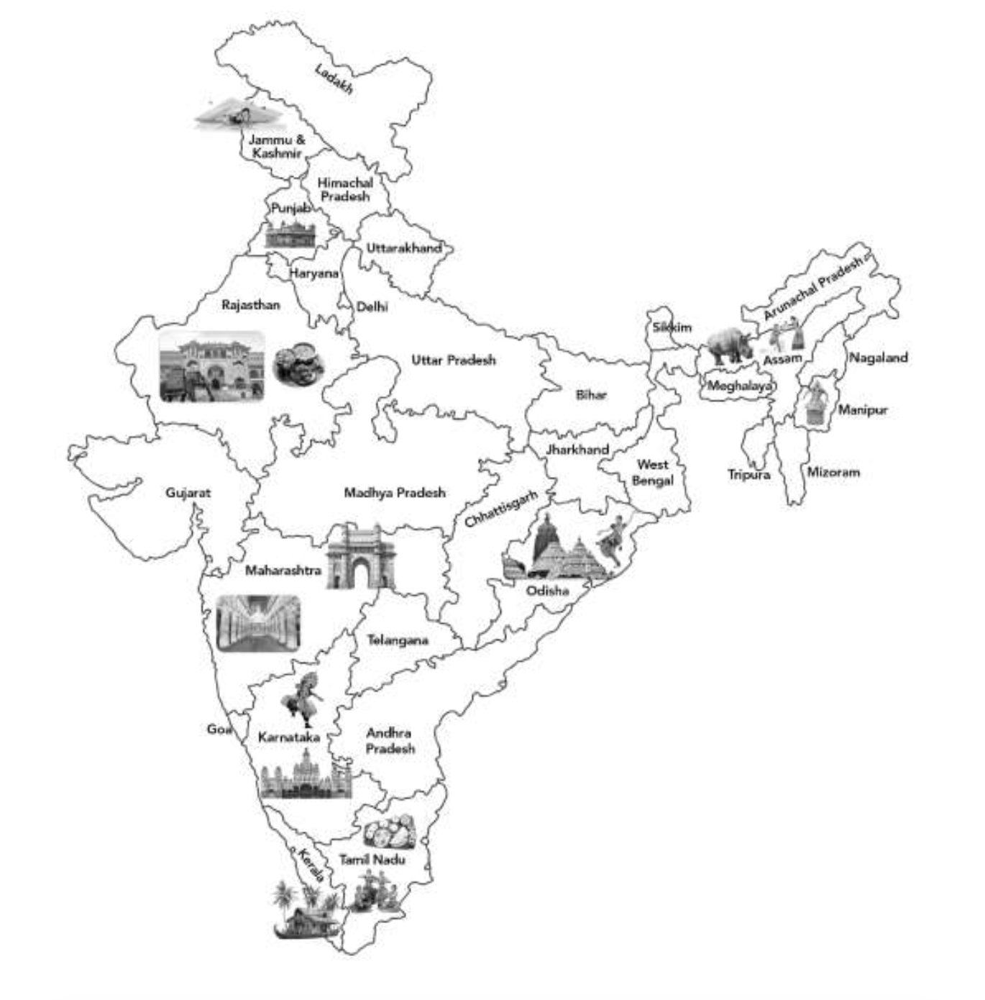 Ladakh
Jammu &
Kashmir
Himachal
Pradesh
Punjab
Uttarakhand
Haryana
Rajasthan
Delhi
Arunachal Pradesh
Sikkim
Uttar Pradesh
Assam
Nagaland
Bihar
Meghalaya
Manipur
Jharkhand
West
Bengal
Tripura
Mizoram
Gujarat
Madhya Pradesh
Chhattisgarh
Maharashtra
Odisha
Telangana
Goa
Karnataka
Andhra
Pradesh
Kerala
Tamil Nadu